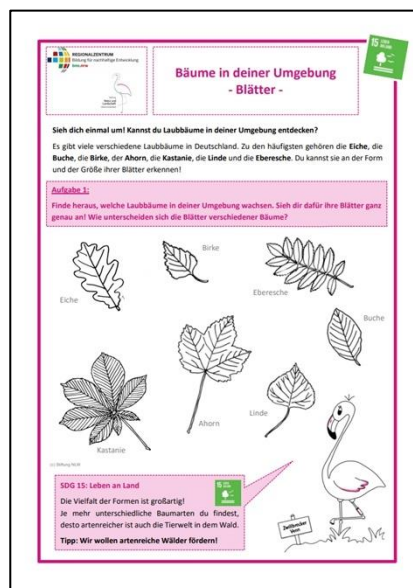 REGIONALZENTRUM
Bildung für nachhaltige Entwicklung
Bäume in deiner Umgebung
- Blätter -
15 LEBEN AN LAND
Sieh dich einmal um! Kannst du Laubbäume in deiner Umgebung entdecken?
Es gibt viele verschiedene Laubbäume in Deutschland. Zu den häufigsten gehören die Eiche, die
Buche, die Birke, der Ahorn, die Kastanie, die Linde und die Eberesche. Du kannst sie an der Form
und der Größe ihrer Blätter erkennen!
Aufgabe 1:
Finde heraus, welche Laubbäume in deiner Umgebung wachsen. Sieh dir dafür ihre Blätter ganz
genau an! Wie unterscheiden sich die Blätter verschiedener Bäume?
Birke
Eiche
Eberesche
Buche
Ahorn
Linde
Kastanie
SDG 15: Leben an Land
Die Vielfalt der Formen ist großartig!
Je mehr unterschiedliche Baumarten du findest,
desto artenreicher ist auch die Tierwelt in dem Wald.
Tipp: Wir wollen artenreiche Wälder fördern!
Zwillbrocker
Venn